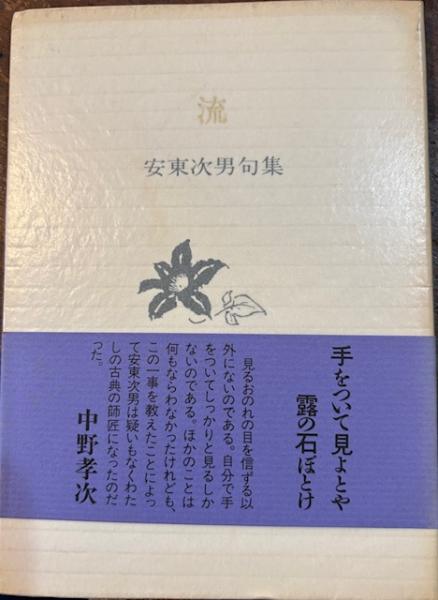 流
安東次男句集
手をついて見よとや
露の石ぼとけ
見るおのれの目を信ずる以
外にないのである。自分で手
をついてしっかりと見るしか
ないのである。ほかのことは
何もならわなかったけれども、
この一事を教えたことによっ
て安東次男は疑いもなくわた
しの古典の師匠になったのだ
った。
中野孝次